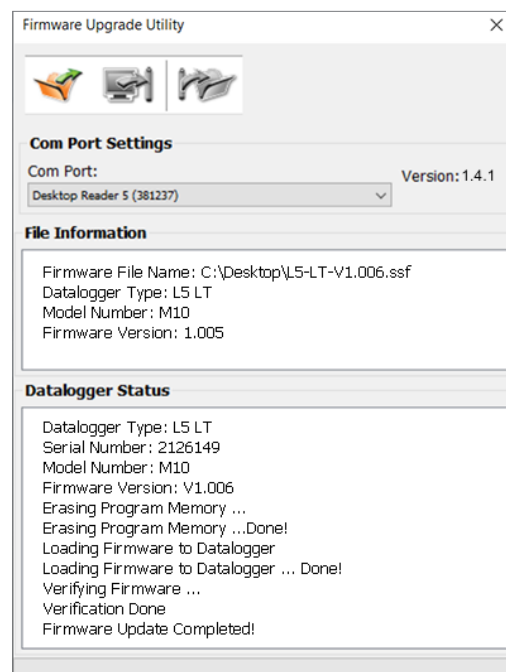 Firmware Upgrade Utility
Com Port Settings
Com Port:
Version: 1.4.1
Desktop Reader 5 (381237)
File Information
Firmware File Name: C:\Desktop\L5-LT-V1.006.ssf
Datalogger Type: L5 LT
Model Number: M10
Firmware Version: 1.005
Datalogger Status
Datalogger Type: L5 LT
Serial Number: 2126149
Model Number: M10
Firmware Version: V1.006
Erasing Program Memory ...
Erasing Program Memory ...Done!
Loading Firmware to Datalogger
Loading Firmware to Datalogger ... Done!
Verifying Firmware ...
Verification Done
Firmware Update Completed!